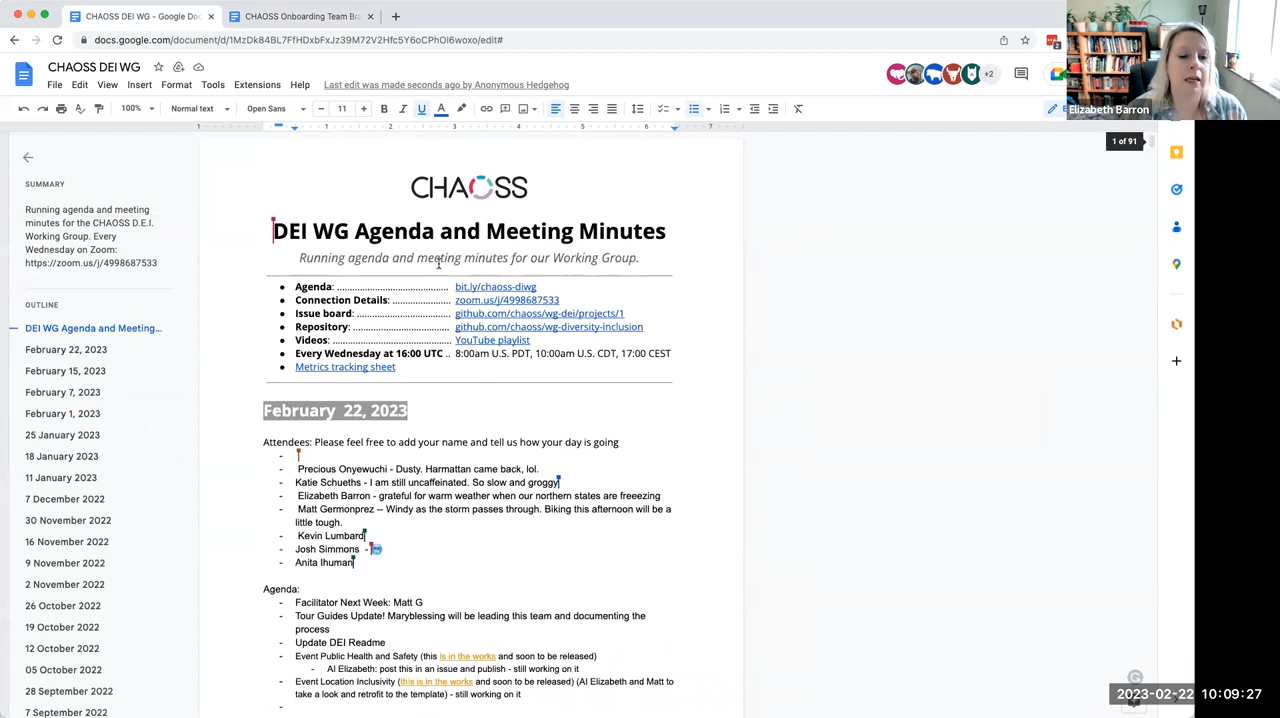 CHAOSS DEI WG - Google Doc
CHAOSS Onboarding Team Bra
docs.google.com/document/d/1MzDk84BL7FfHDxbFxJz39M72V2Hfc5Y6oCrPhOl6woxo/edit#
CHAOSS DEI WG
File Edit View Insert Format Tools Extensions Help Last edit was made seconds ago by Anonymous Hedgehog
+2
100% Normal text Open Sans 11
Elizabeth Barron
1 of 91
SUMMARY
Running agenda and meeting
minutes for the CHAOSS D.E.I.
Working Group. Every
Wednesday on Zoom:
https://zoom.us/j/4998687533
OUTLINE
DEI WG Agenda and Meeting...
February 22, 2023
February 15, 2023
February 7, 2023
February 1, 2023
25 January 2023
18 January 2023
11 January 2023
7 December 2022
30 November 2022
16 November 2022
9 November 2022
2 November 2022
26 October 2022
19 October 2022
12 October 2022
05 October 2022
28 September 2022
7 September 2022
CHAOSS
DEI WG Agenda and Meeting Minutes
Running agenda and meeting minutes for our Working Group.
● Agenda: ........................................ bit.ly/chaoss-diwg
● Connection Details: .................... zoom.us/j/4998687533
● Issue board: ................................. github.com/chaoss/wg-dei/projects/1
● Repository: ................................... github.com/chaoss/wg-diversity-inclusion
● Videos: ......................................... YouTube playlist
● Every Wednesday at 16:00 UTC .. 8:00am U.S. PDT, 10:00am U.S. CDT, 17:00 CEST
● Metrics tracking sheet
February 22, 2023
Attendees: Please feel free to add your name and tell us how your day is going
-
- Precious Onyewuchi - Dusty. Harmattan came back, lol.
- Katie Schueths - I am still uncaffeinated. So slow and groggy
- Elizabeth Barron - grateful for warm weather when our northern states are freeezing
- Matt Germonprez -- Windy as the storm passes through. Biking this afternoon will be a
little tough.
- Kevin Lumbard
- Josh Simmons -
- Anita Ihuman
Agenda:
- Facilitator Next Week: Matt G
- Tour Guides Update! Maryblessing will be leading this team and documenting the
process
- Update DEI Readme
- Event Public Health and Safety (this is in the works and soon to be released)
- AI Elizabeth: post this in an issue and publish - still working on it
- Event Location Inclusivity (this is in the works and soon to be released) (AI Elizabeth and Matt to
take a look and retrofit to the template) - still working on it
-
2023-02-22 10:09:27